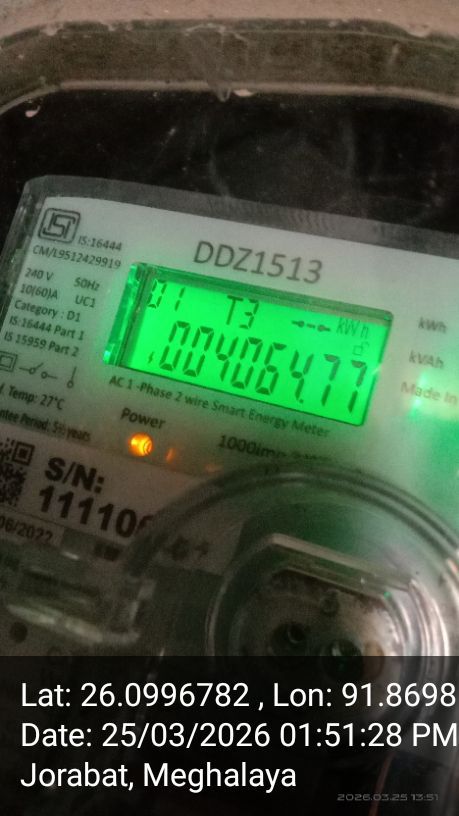 IS:16444
CM/L9512429919
DDZ1513
240 V 50Hz
10(60)A UC1
Category : D1
IS:16444 Part 1
IS 15959 Part 2
01 T3 kWh
004064.77
kWh
kVAh
Made In
Temp: 27°C
AC 1 -Phase 2 wire Smart Energy Meter
Power
1000imp
S/N:
11110
06/2022
Lat: 26.0996782 , Lon: 91.8698
Date: 25/03/2026 01:51:28 PM
Jorabat, Meghalaya
2026.03.25 13:51